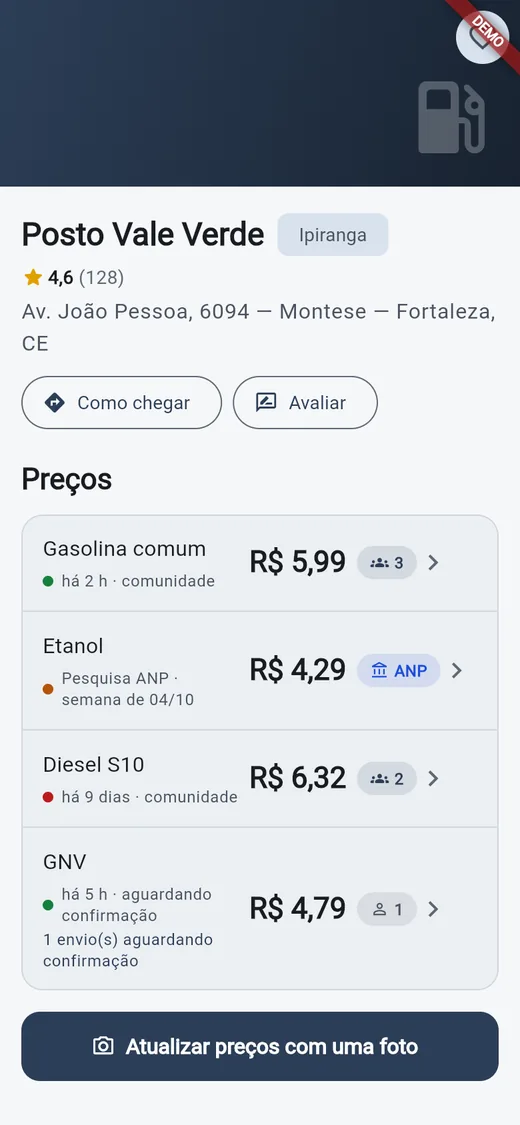 DEMO
Posto Vale Verde
Ipiranga
4,6 (128)
Av. João Pessoa, 6094 — Montese — Fortaleza,
CE
Como chegar
Avaliar
Preços
Gasolina comum
há 2 h · comunidade
R$ 5,99
3
Etanol
Pesquisa ANP ·
semana de 04/10
R$ 4,29
ANP
Diesel S10
há 9 dias · comunidade
R$ 6,32
2
GNV
há 5 h · aguardando
confirmação
1 envio(s) aguardando
confirmação
R$ 4,79
1
Atualizar preços com uma foto